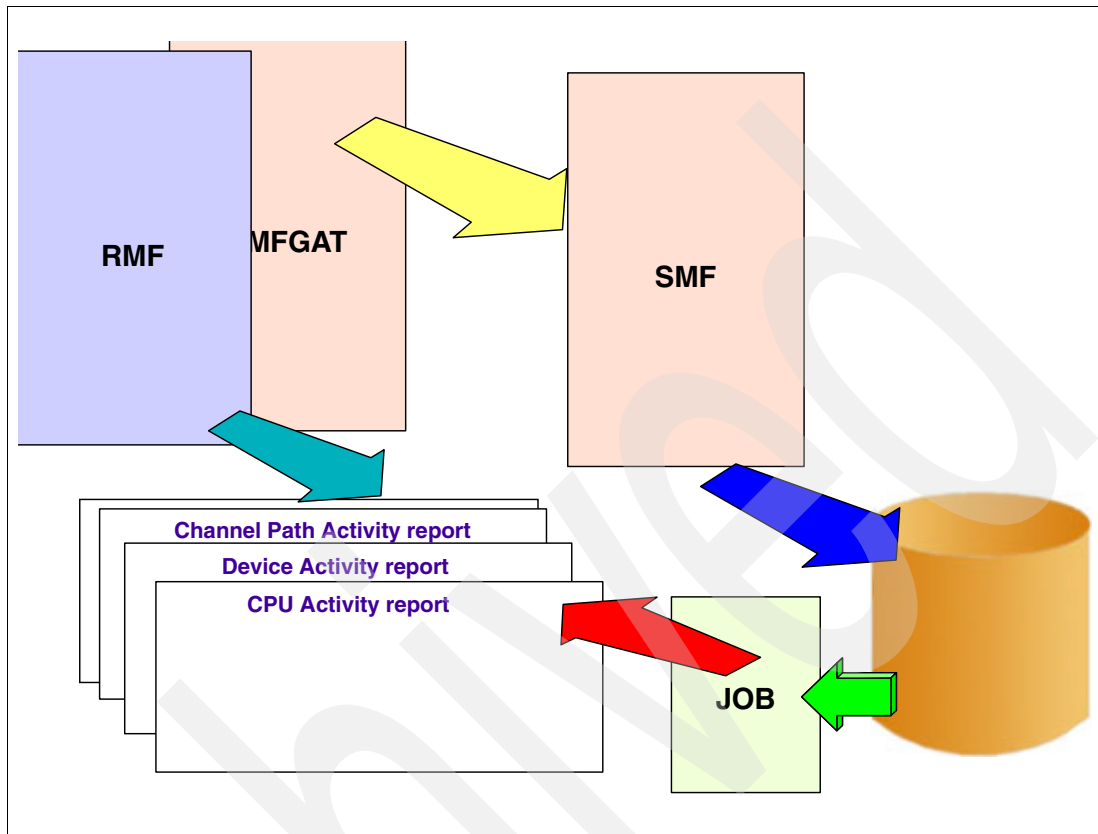 RMF
MFGAT
SMF
Channel Path Activity report
Device Activity report
CPU Activity report
JOB